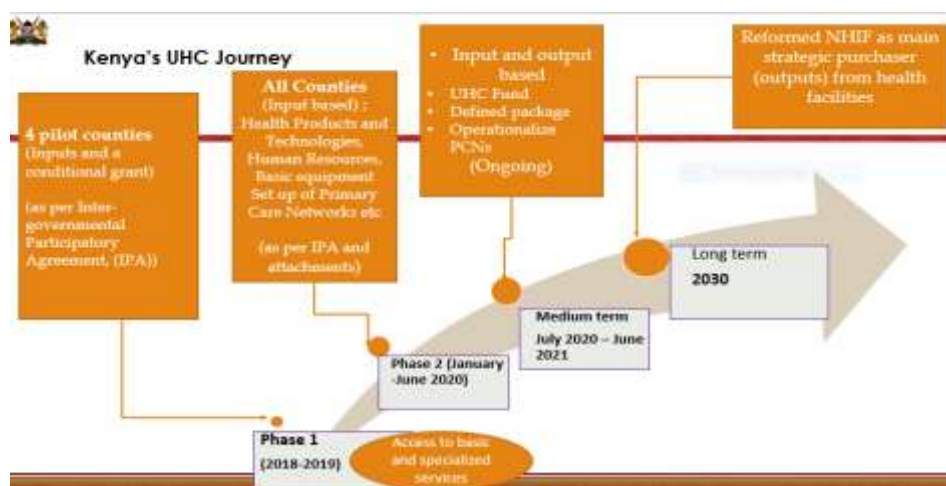 Kenya's UHC Journey
4 pilot counties
(Inputs and a
conditional grant)
(as per Inter-
governmental
Participatory
Agreement, (IPA))
All Counties
(Input based) :
Health Products and
Technologies,
Human Resources,
Basic equipment
Set up of Primary
Care Networks etc
(as per IPA and
attachments)
• Input and output
based
• UHC Fund
• Defined package
• Operationalize
PCNs
(Ongoing)
Reformed NHIF as main
strategic purchaser
(outputs) from health
facilities
Phase 1
(2018-2019)
Access to basic
and specialized
services
Phase 2 (January
-June 2020)
Medium term
July 2020 – June
2021
Long term
2030